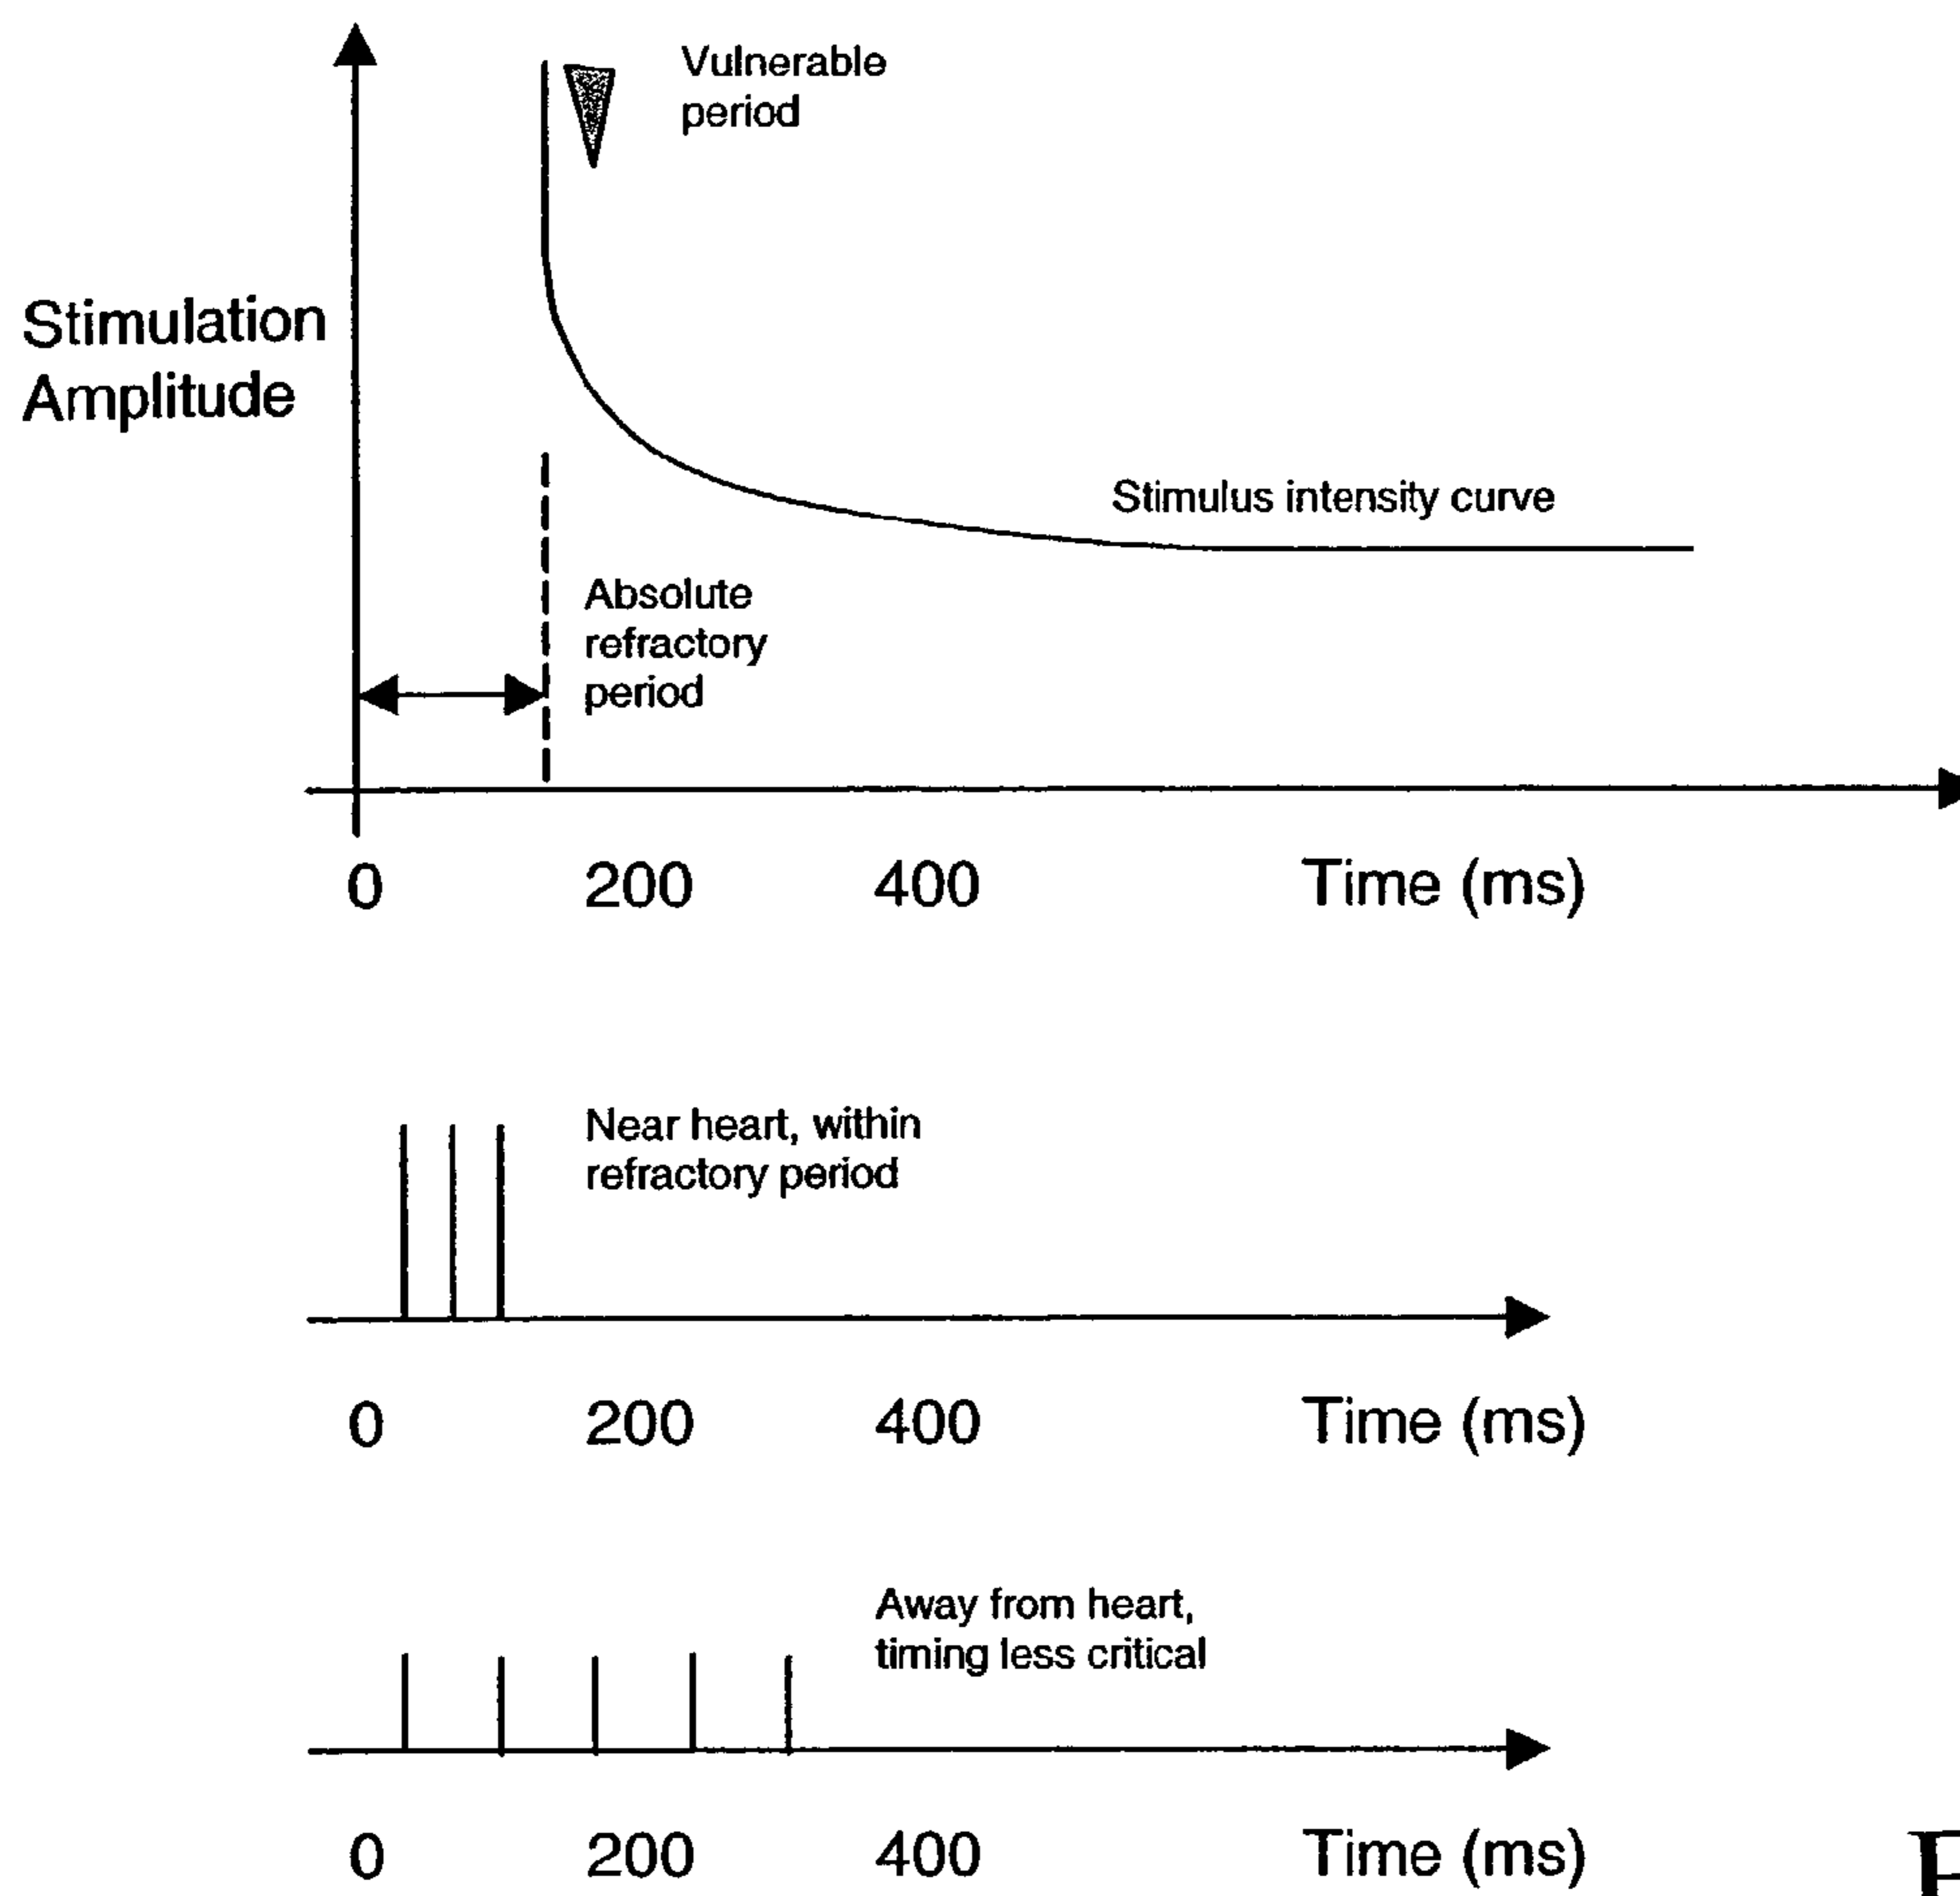 Vulnerable
period
Stimulation
Amplitude
Stimulus intensity curve
Absolute
refractory
period
0 200 400 Time (ms)
Near heart, within
refractory period
0 200 400 Time (ms)
Away from heart,
timing less critical
0 200 400 Time (ms)